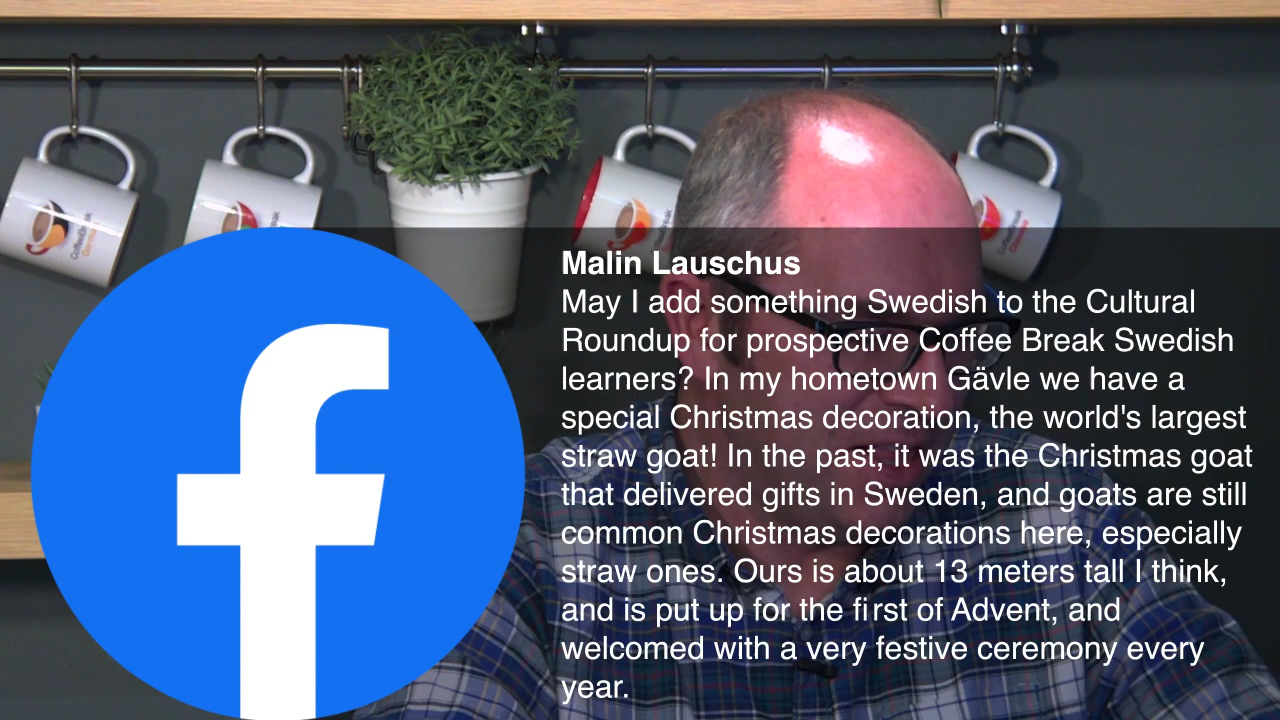 CoffeeBreak
CoffeeBreak
CoffeeBreak
Malin Lauschus
May I add something Swedish to the Cultural
Roundup for prospective Coffee Break Swedish
learners? In my hometown Gävle we have a
special Christmas decoration, the world's largest
straw goat! In the past, it was the Christmas goat
that delivered gifts in Sweden, and goats are still
common Christmas decorations here, especially
straw ones. Ours is about 13 meters tall I think,
and is put up for the first of Advent, and
welcomed with a very festive ceremony every
year.